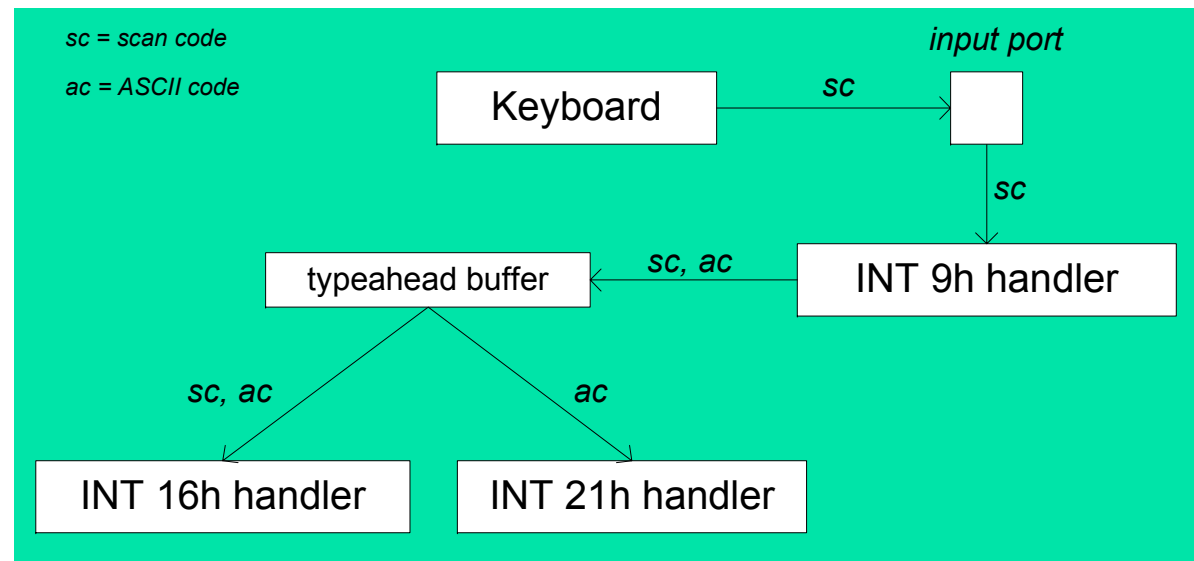 sc = scan code
input port
ac = ASCII code
Keyboard
sc
sc
typeahead buffer
sc, ac
INT 9h handler
sc, ac
ac
INT 16h handler
INT 21h handler